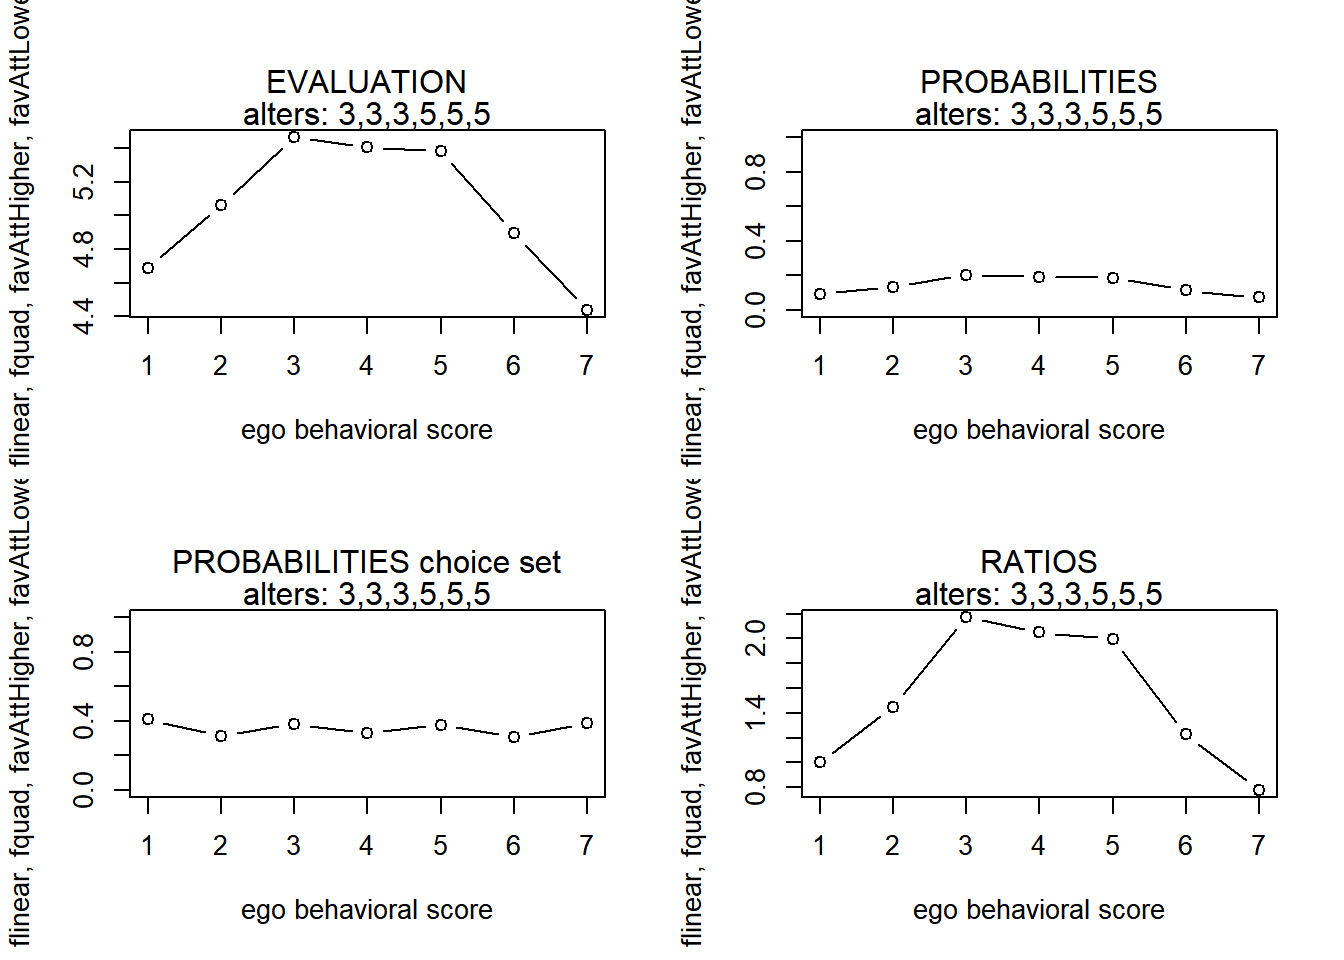 EVALUATION
alters: 3,3,3,5,5,5
flinear, fquad, favAttHigher, favAttLowe
4.4 4.8 5.2
1 2 3 4 5 6 7
ego behavioral score
PROBABILITIES
alters: 3,3,3,5,5,5
flinear, fquad, favAttHigher, favAttLowe
0.0 0.4 0.8
1 2 3 4 5 6 7
ego behavioral score
PROBABILITIES choice set
alters: 3,3,3,5,5,5
flinear, fquad, favAttHigher, favAttLowe
0.0 0.4 0.8
1 2 3 4 5 6 7
ego behavioral score
RATIOS
alters: 3,3,3,5,5,5
flinear, fquad, favAttHigher, favAttLowe
0.8 1.4 2.0
1 2 3 4 5 6 7
ego behavioral score